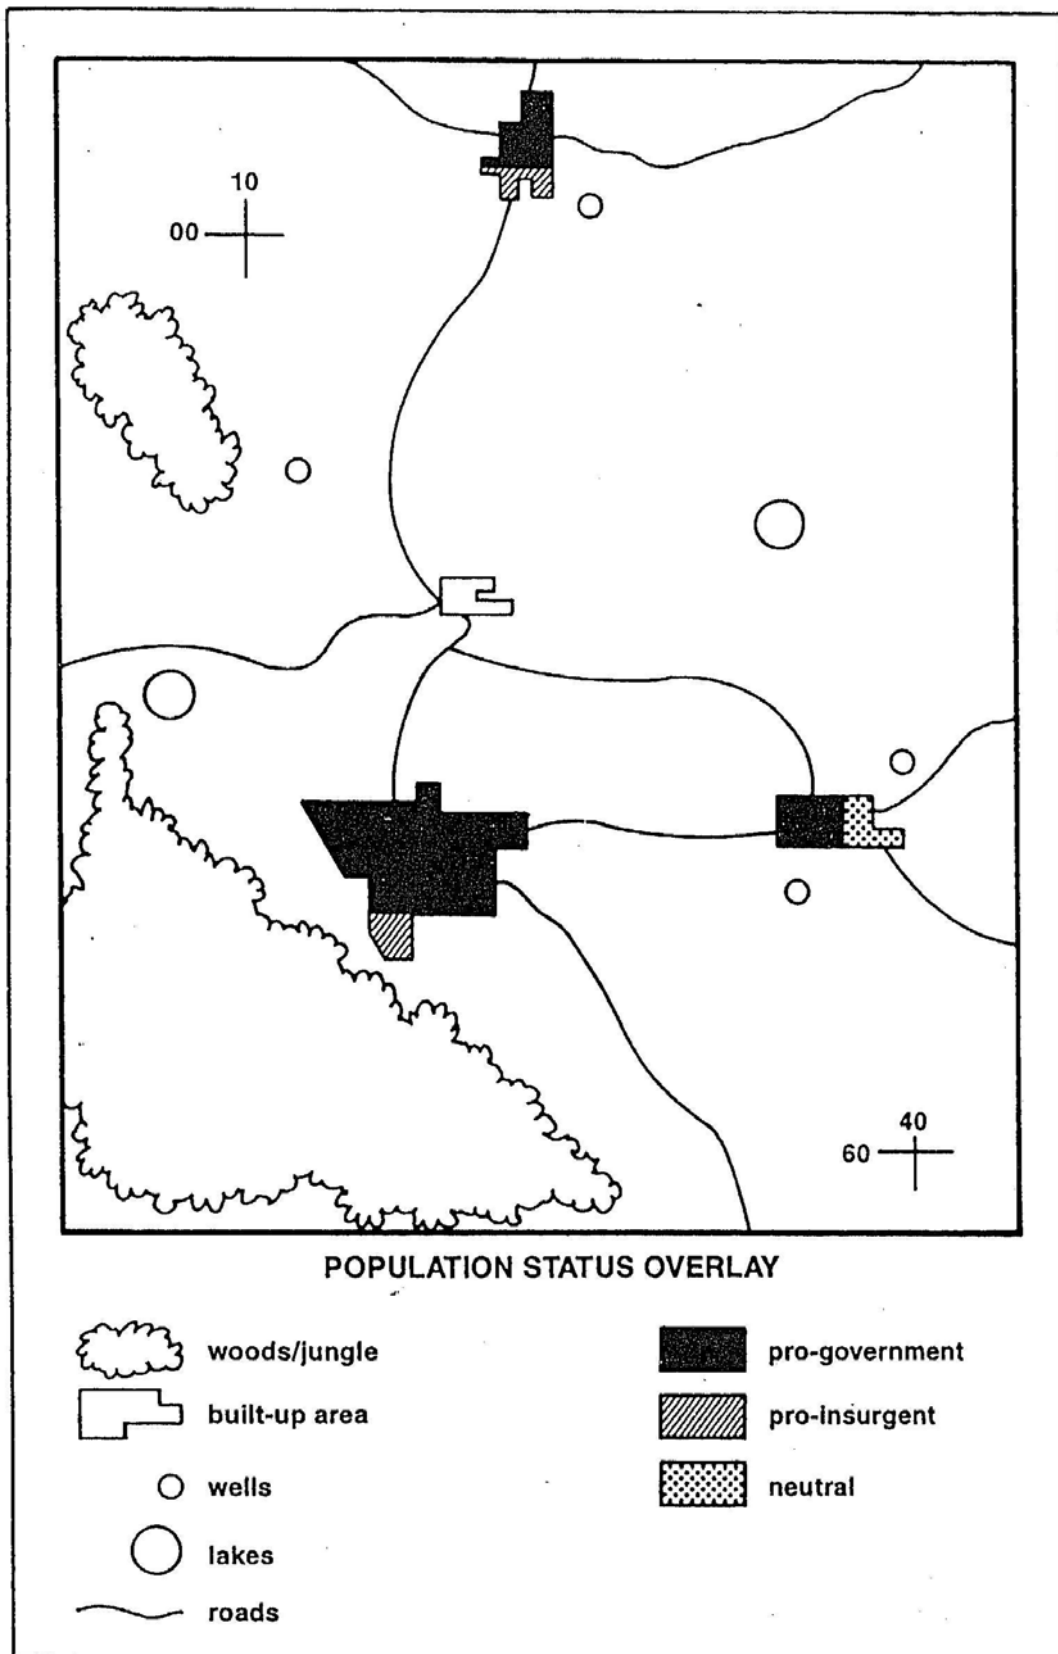 10
00
40
60
POPULATION STATUS OVERLAY
woods/jungle
built-up area
wells
lakes
roads
pro-government
pro-insurgent
neutral